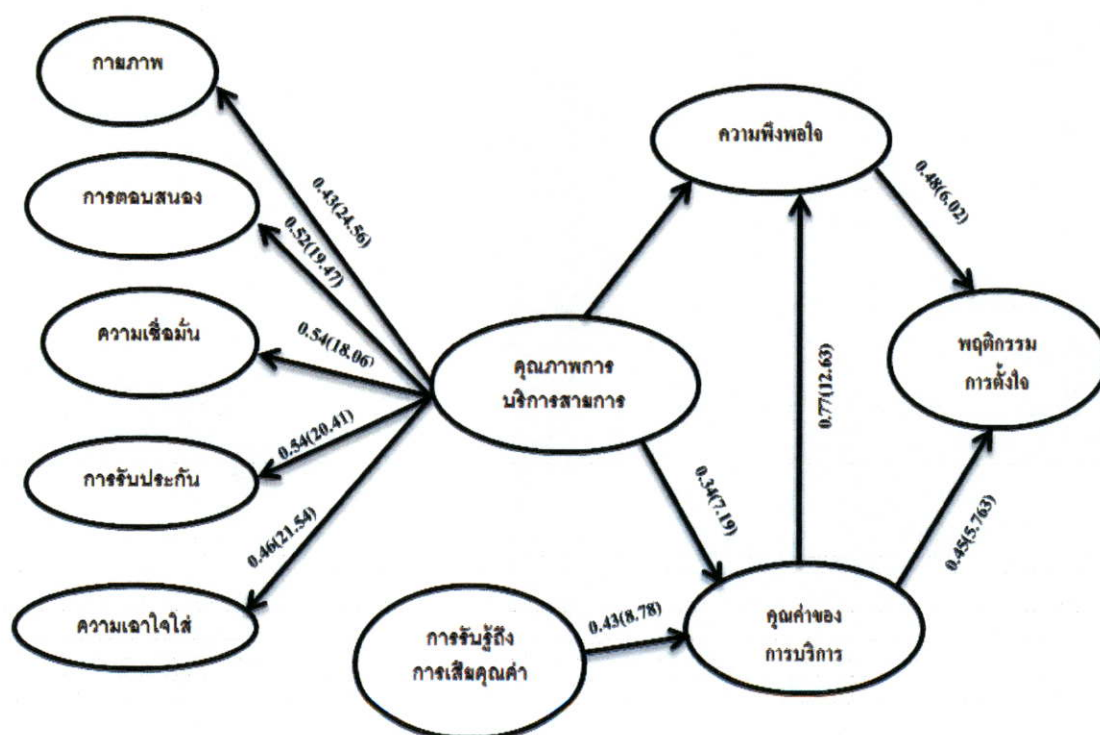 กายภาพ
การตอบสนอง
ความเชื่อมั่น
การรับประกัน
ความเอาใจใส่
0.43(24.56)
0.52(19.47)
0.54(18.06)
0.54(20.41)
0.46(21.54)
คุณภาพการ
บริการสายการ
การรับรู้ถึง
การเสียคุณค่า
0.43(8.78)
0.34(7.19)
ความพึงพอใจ
0.77(12.63)
คุณค่าของ
การบริการ
0.48(6.02)
0.45(5.763)
พฤติกรรม
การตั้งใจ